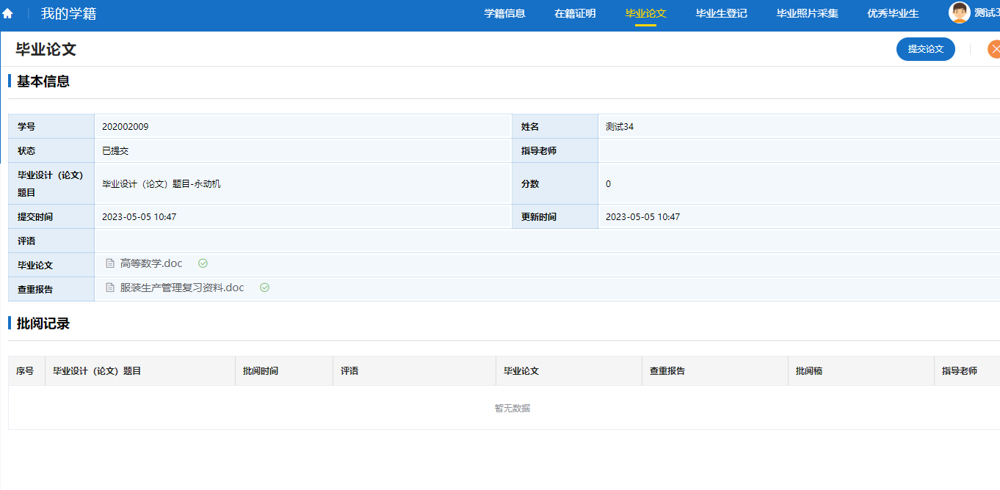 我的学籍 学籍信息 在籍证明 毕业论文 毕业生登记 毕业照片采集 优秀毕业生 测试3
毕业论文 提交论文
基本信息
学号 202002009 姓名 测试34
状态 已提交 指导老师
毕业设计（论文）
题目 毕业设计（论文）题目-永动机 分数 0
提交时间 2023-05-05 10:47 更新时间 2023-05-05 10:47
评语
毕业论文 高等数学.doc
查重报告 服装生产管理复习资料.doc
批阅记录
序号 毕业设计（论文）题目 批阅时间 评语 毕业论文 查重报告 批阅稿 指导老师
暂无数据